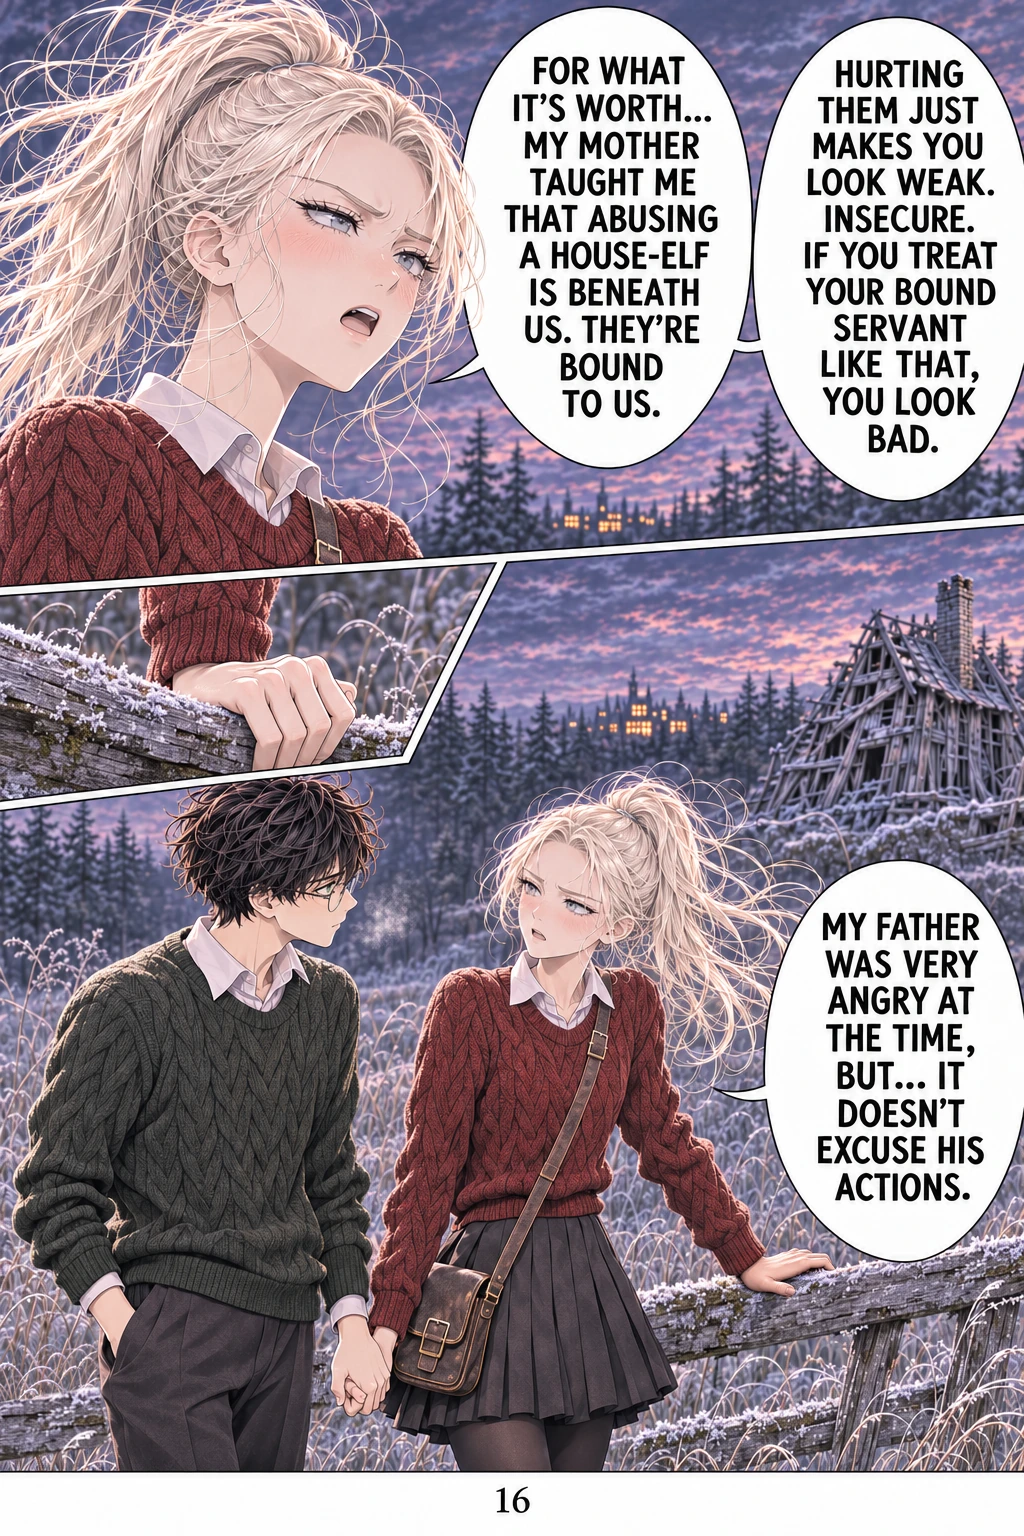 FOR WHAT
IT'S WORTH...
MY MOTHER
TAUGHT ME
THAT ABUSING
A HOUSE-ELF
IS BENEATH
US. THEY'RE
BOUND
TO US.
HURTING
THEM JUST
MAKES YOU
LOOK WEAK.
INSECURE.
IF YOU TREAT
YOUR BOUND
SERVANT
LIKE THAT,
YOU LOOK
BAD.
MY FATHER
WAS VERY
ANGRY AT
THE TIME,
BUT... IT
DOESN'T
EXCUSE HIS
ACTIONS.
16